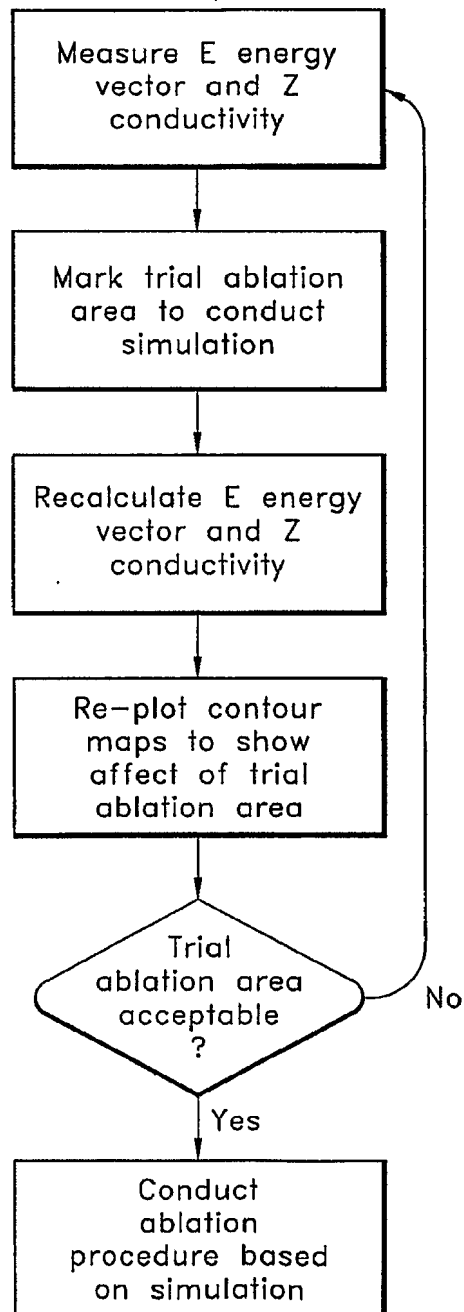 Measure E energy
vector and Z
conductivity
Mark trial ablation
area to conduct
simulation
Recalculate E energy
vector and Z
conductivity
Re-plot contour
maps to show
affect of trial
ablation area
Trial
ablation area
acceptable
?
No
Yes
Conduct
ablation
procedure based
on simulation